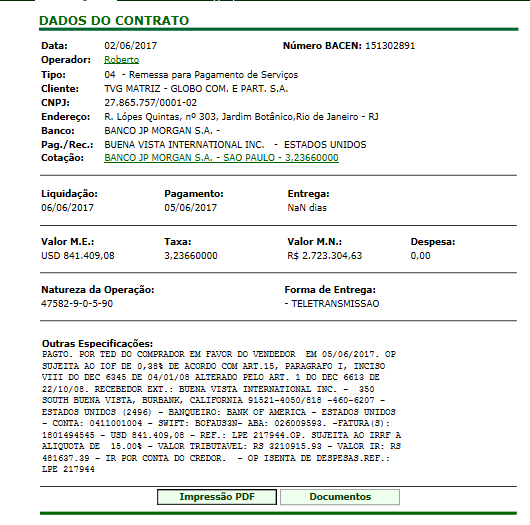 DADOS DO CONTRATO
Data: 02/06/2017 Número BACEN: 151302891
Operador: Roberto
Tipo: 04 - Remessa para Pagamento de Serviços
Cliente: TVG MATRIZ - GLOBO COM. E PART. S.A.
CNPJ: 27.865.757/0001-02
Endereço: R. Lópes Quintas, nº 303, Jardim Botânico,Rio de Janeiro - RJ
Banco: BANCO JP MORGAN S.A. -
Pag./Rec.: BUENA VISTA INTERNATIONAL INC. - ESTADOS UNIDOS
Cotação: BANCO JP MORGAN S.A. - SAO PAULO - 3,23660000
Liquidação: Pagamento: Entrega:
06/06/2017 05/06/2017 NaN dias
Valor M.E.: Taxa: Valor M.N.: Despesa:
USD 841.409,08 3,23660000 R$ 2.723.304,63 0,00
Natureza da Operação: Forma de Entrega:
47582-9-0-5-90 - TELETRANSMISSAO
Outras Especificações:
PAGTO. POR TED DO COMPRADOR EM FAVOR DO VENDEDOR EM 05/06/2017. OP
SUJEITA AO IOF DE 0,38% DE ACORDO COM ART.15, PARAGRAFO I, INCISO
VIII DO DEC 6345 DE 04/01/08 ALTERADO PELO ART. 1 DO DEC 6613 DE
22/10/08. RECEBEDOR EXT.: BUENA VISTA INTERNATIONAL INC. - 350
SOUTH BUENA VISTA, BURBANK, CALIFORNIA 91521-4050/818 -460-6207 -
ESTADOS UNIDOS (2496) - BANQUEIRO: BANK OF AMERICA - ESTADOS UNIDOS
- CONTA: 0411001004 - SWIFT: BOFAUS3N- ABA: 026009593. -FATURA(S):
1801494545 - USD 841.409,08 - REF.: LPE 217944.OP. SUJEITA AO IRRF A
ALIQUOTA DE 15.00% - VALOR TRIBUTAVEL: R$ 3210915.93 - VALOR IR: R$
481637.39 - IR POR CONTA DO CREDOR. - OP ISENTA DE DESPESAS.REF.:
LPE 217944
Impressão PDF Documentos